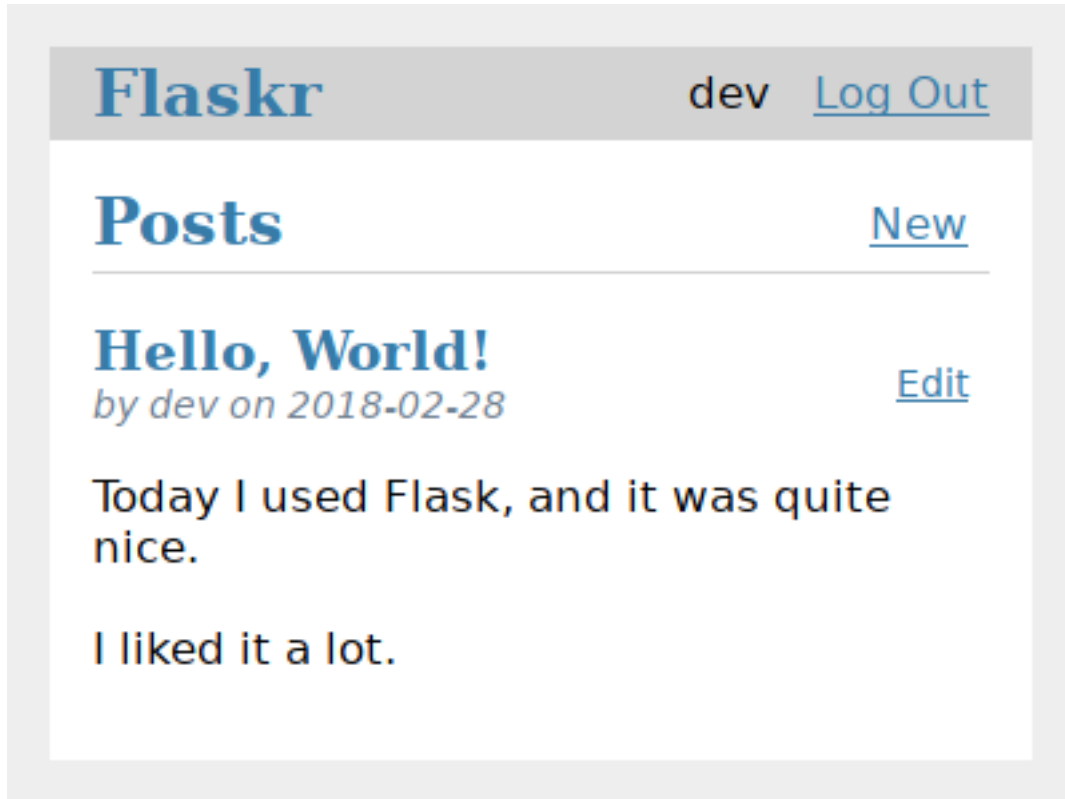 Flaskr dev Log Out
Posts New
Hello, World!
by dev on 2018-02-28 Edit
Today I used Flask, and it was quite
nice.
I liked it a lot.